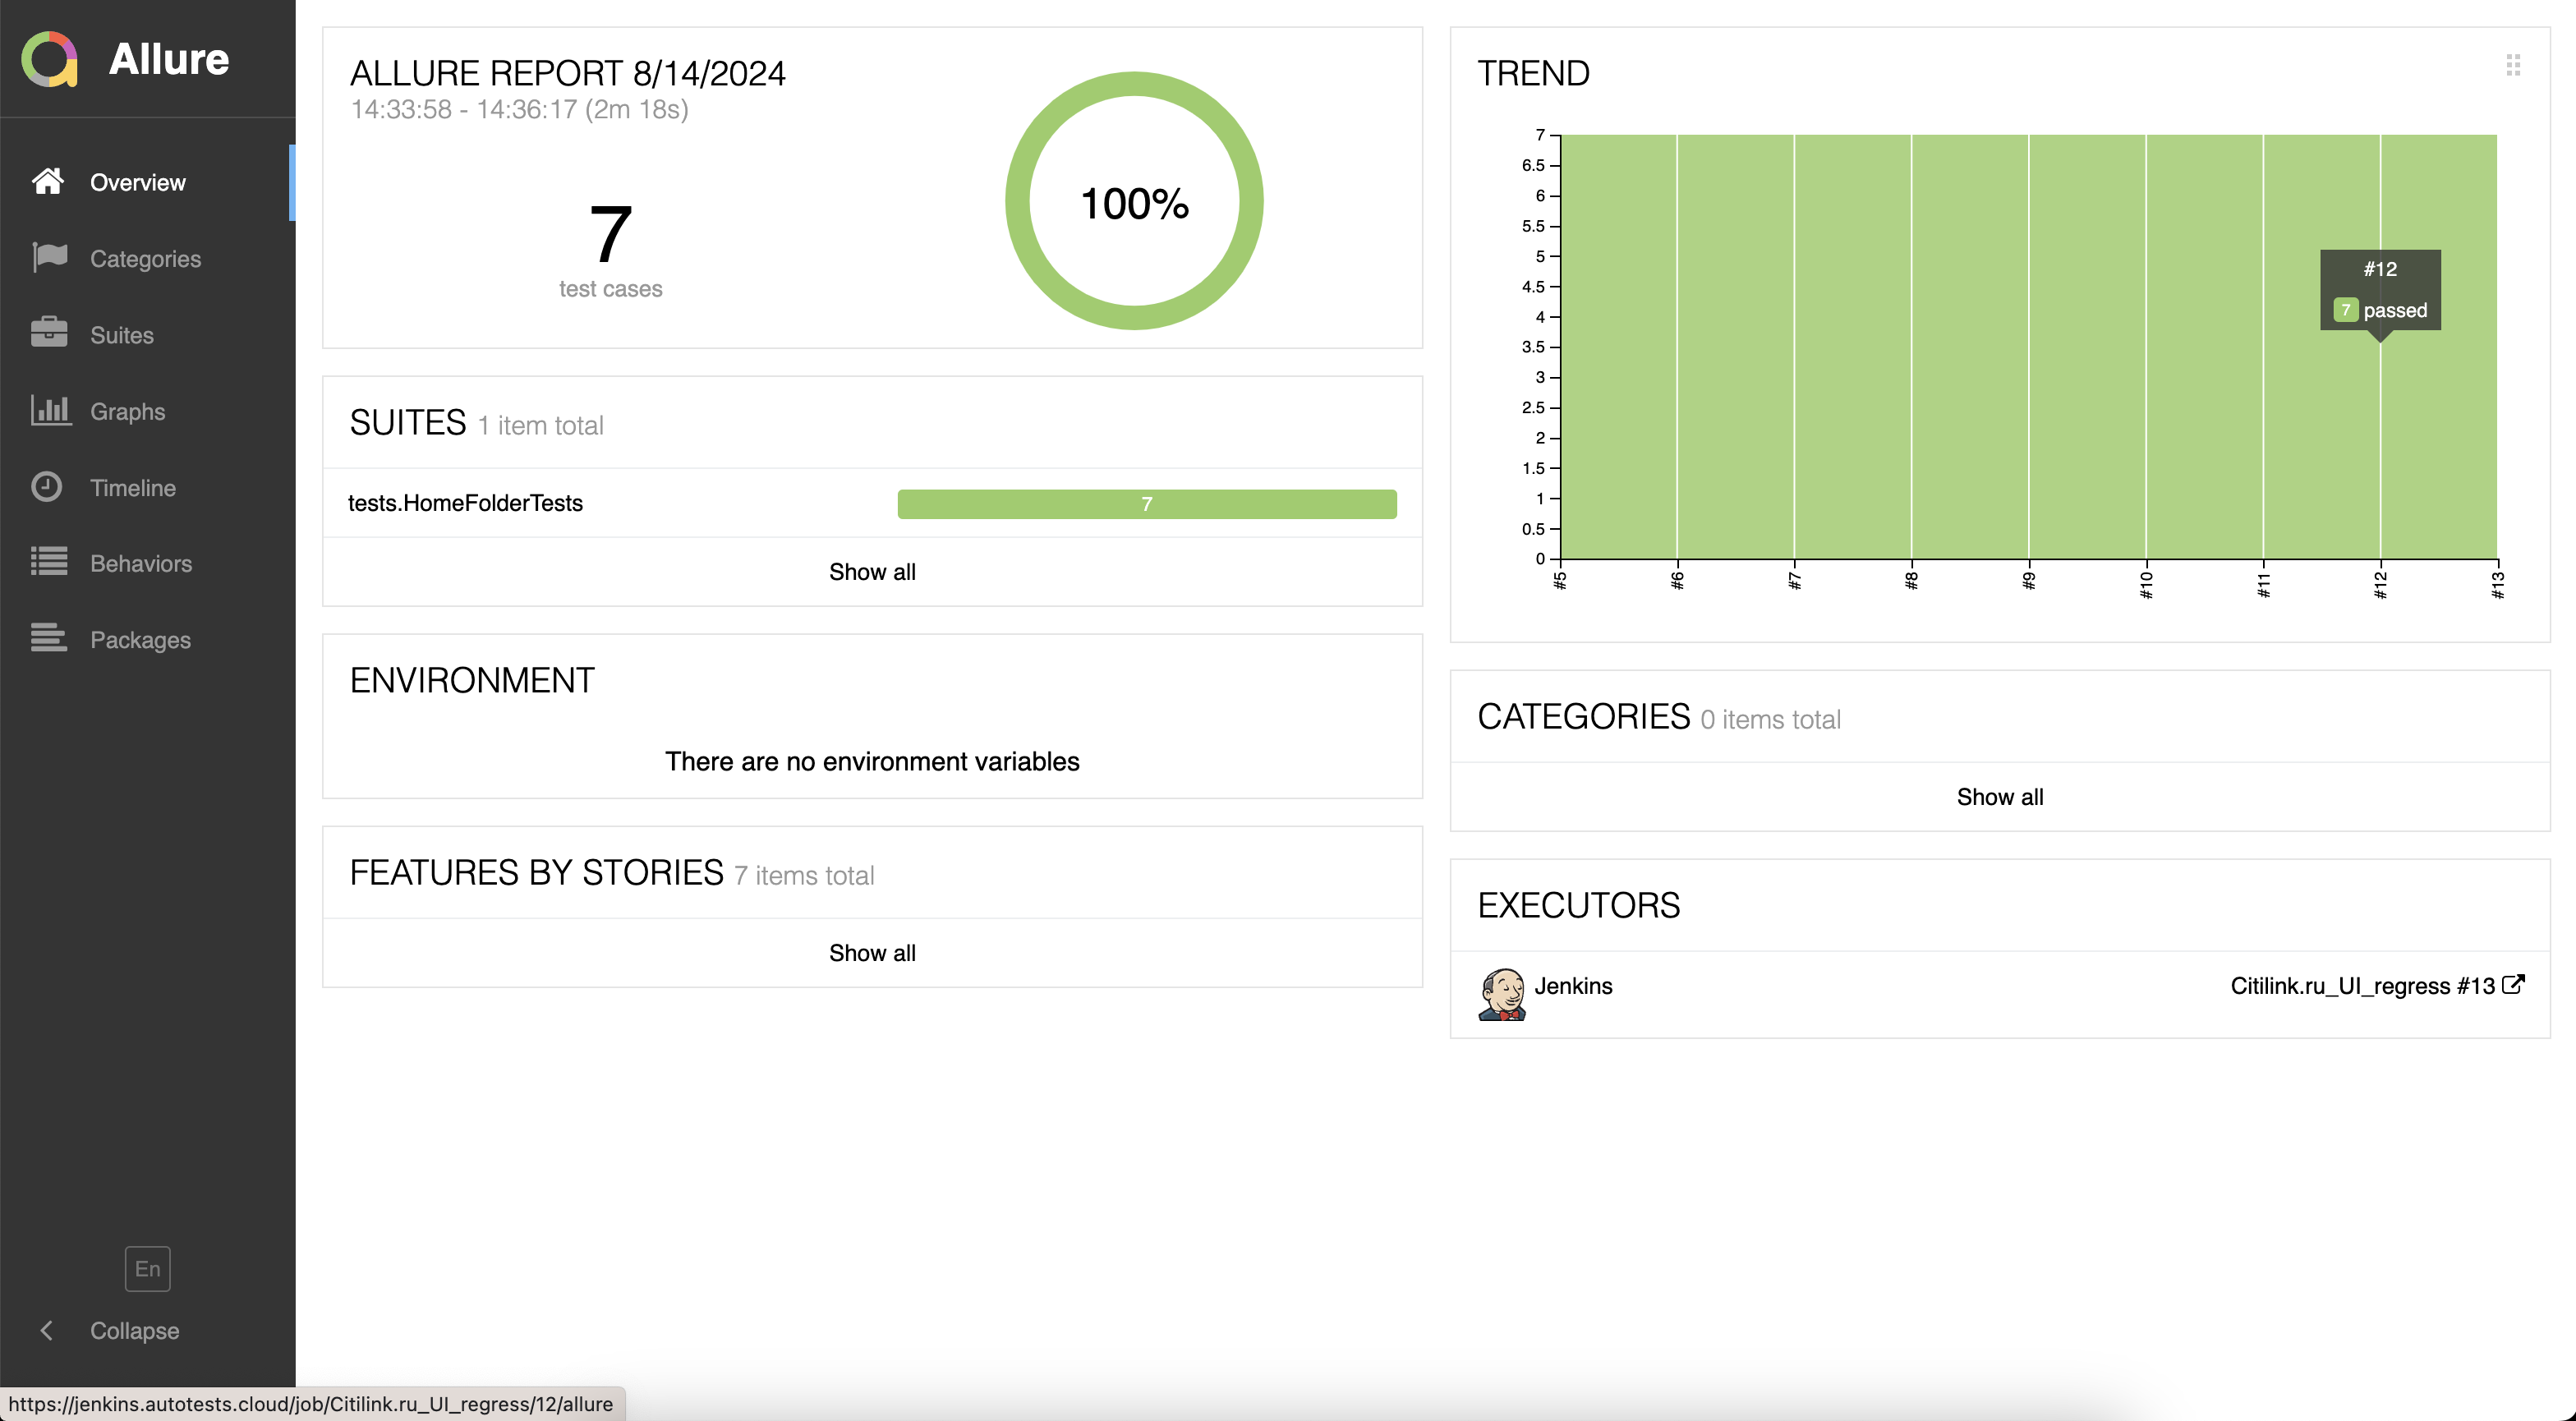 Allure
Overview
Categories
Suites
Graphs
Timeline
Behaviors
Packages
En
Collapse
ALLURE REPORT 8/14/2024
14:33:58 - 14:36:17 (2m 18s)
7
test cases
100%
SUITES 1 item total
tests.HomeFolderTests 7
Show all
ENVIRONMENT
There are no environment variables
FEATURES BY STORIES 7 items total
Show all
TREND
7
6.5
6
5.5
5
4.5
4
3.5
3
2.5
2
1.5
1
0.5
0
#5 #6 #7 #8 #9 #10 #11 #12 #13
#12
7 passed
CATEGORIES 0 items total
Show all
EXECUTORS
Jenkins Citilink.ru_UI_regress #13
https://jenkins.autotests.cloud/job/Citilink.ru_UI_regress/12/allure